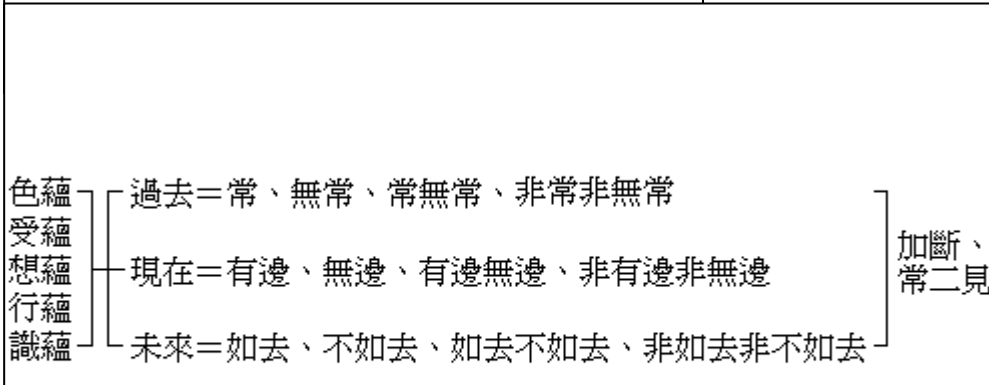 色蘊
受蘊
想蘊
行蘊
識蘊
過去＝常、無常、常無常、非常非無常
現在＝有邊、無邊、有邊無邊、非有邊非無邊
未來＝如去、不如去、如去不如去、非如去非不如去
加斷、
常二見